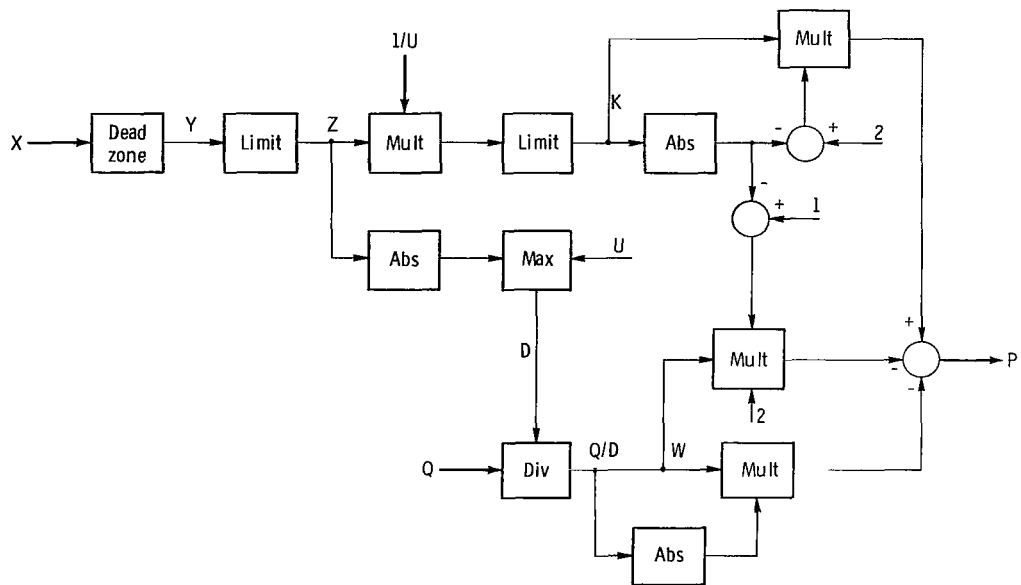 Mult
1/U
K
X
Dead
zone
Y
Limit
Z
Mult
Limit
Abs
-
+
2
-
+
1
Abs
Max
U
D
Mult
2
+
-
-
P
Q
Div
Q/D
W
Mult
Abs